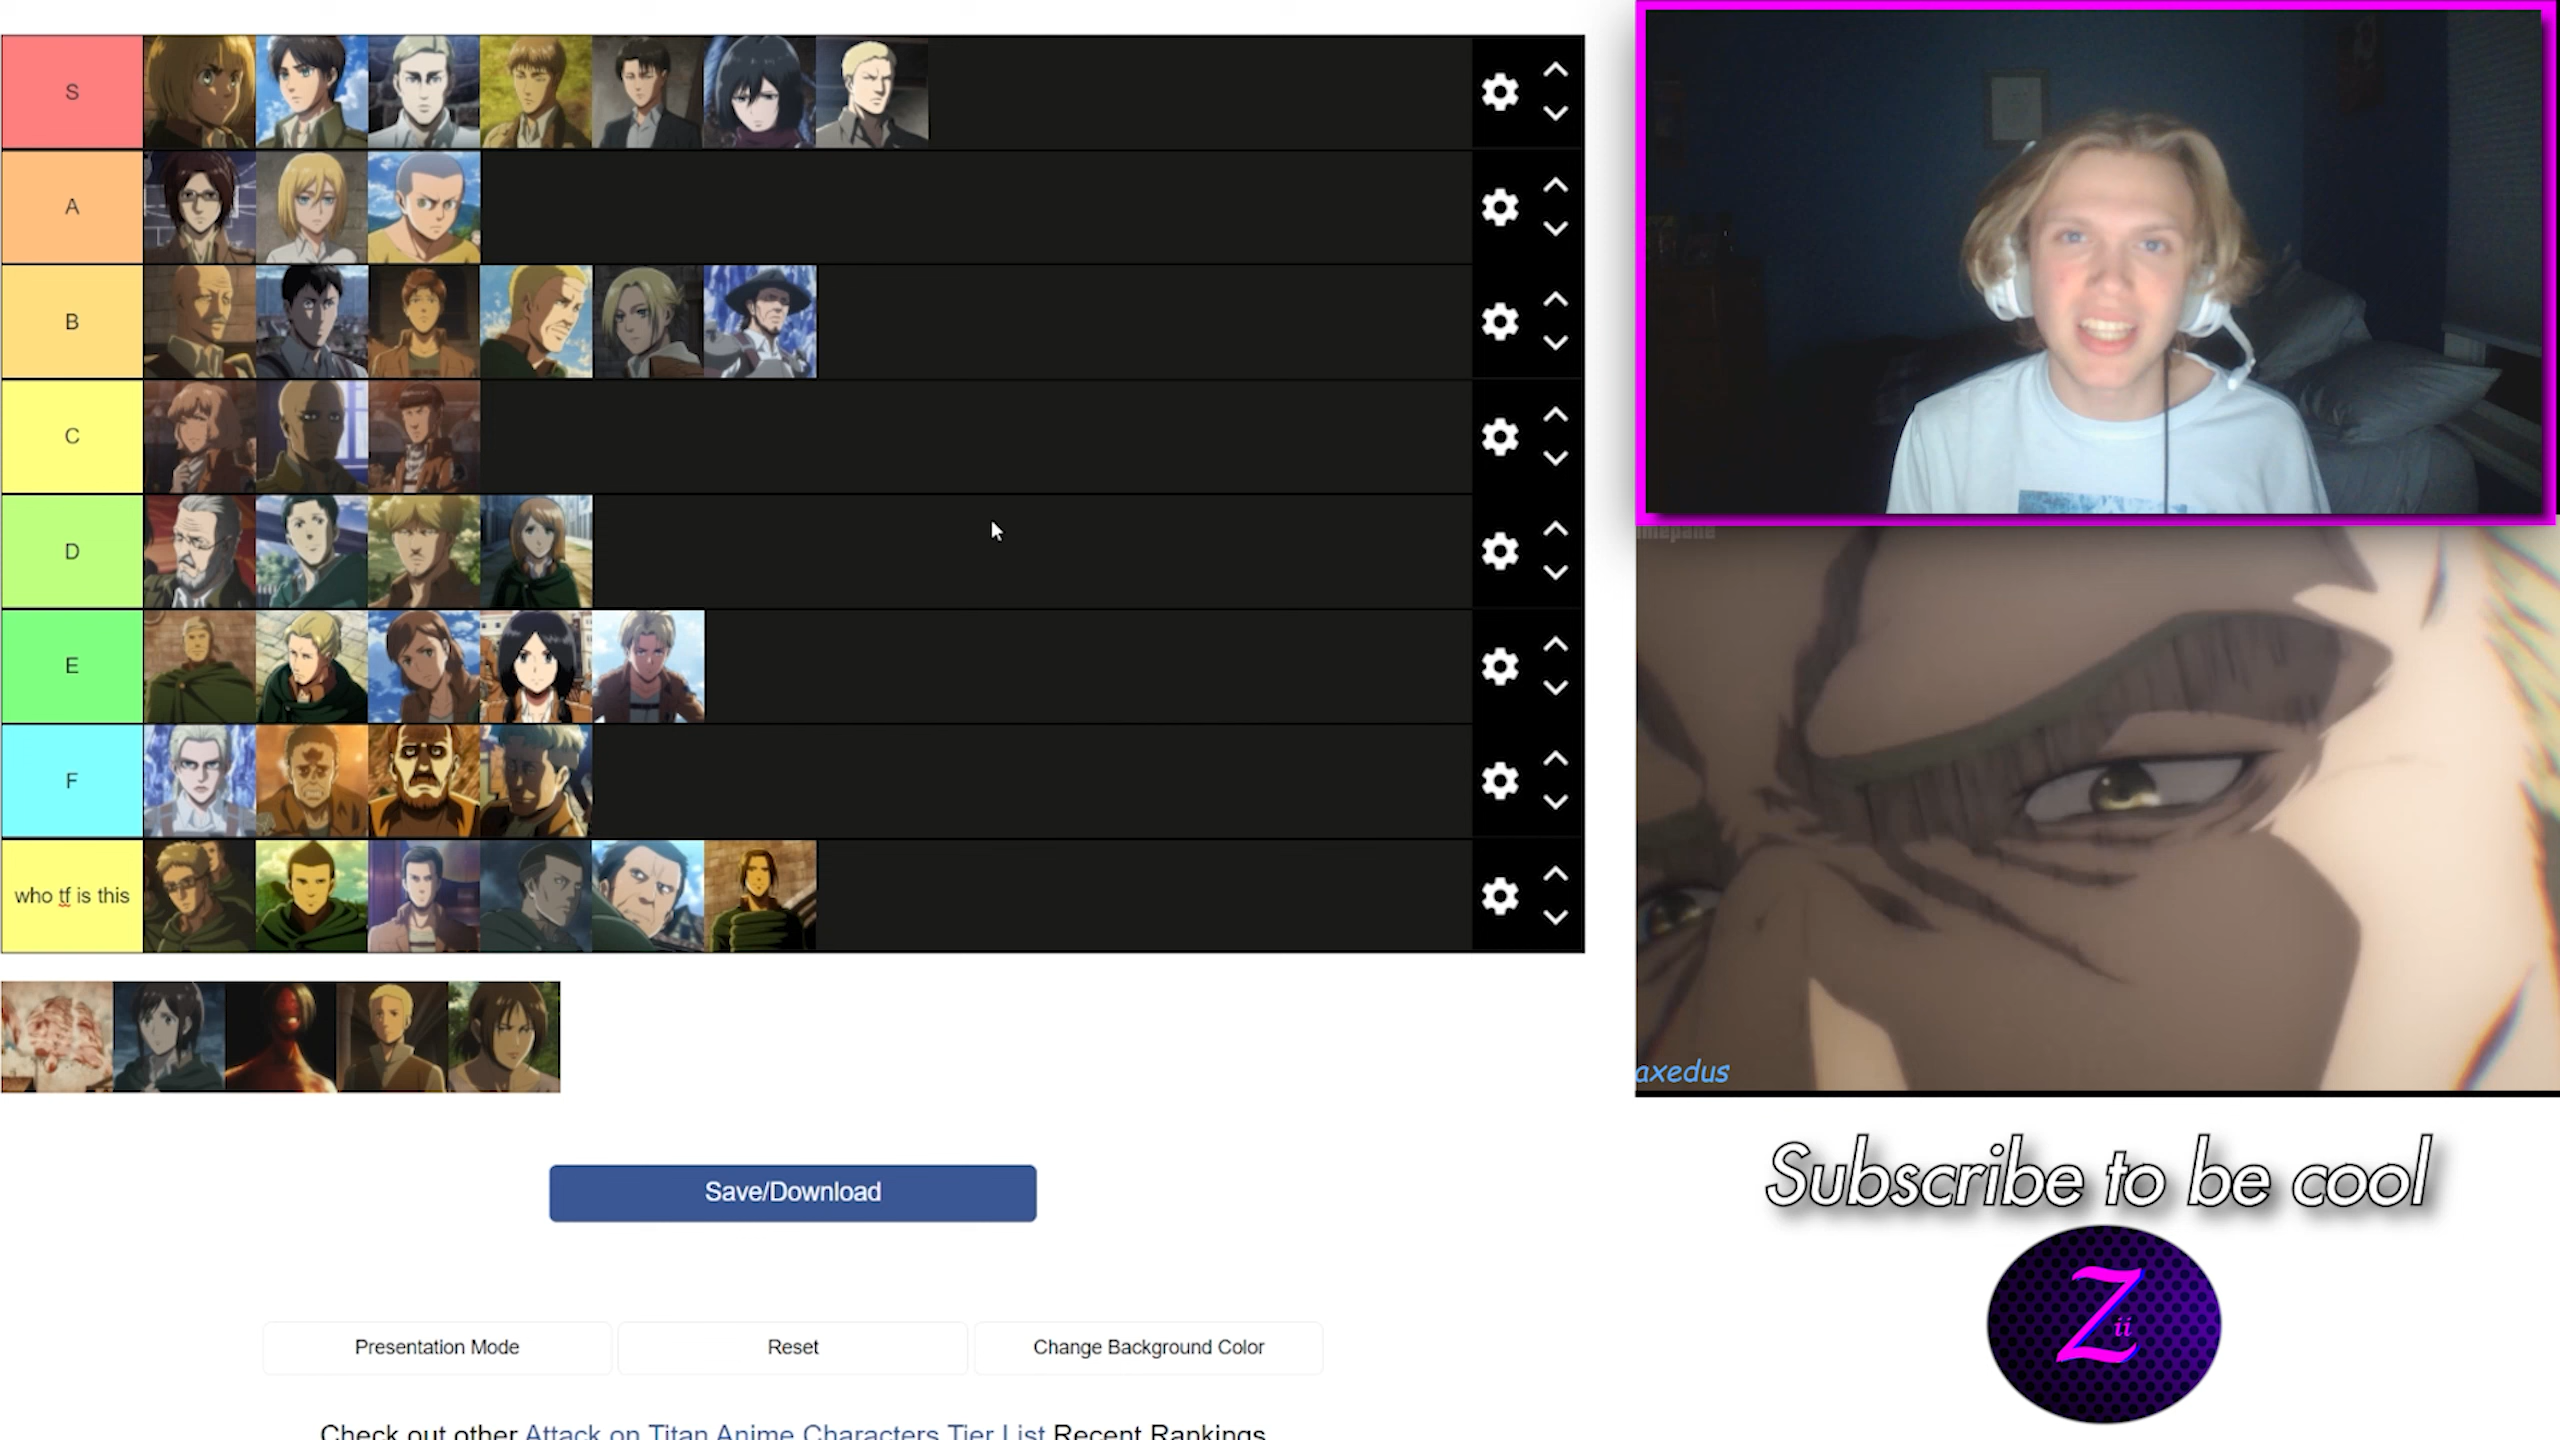 S
A
B
C
D
E
F
who tf is this
axedus
Save/Download
Subscribe to be cool
Z ii
Presentation Mode
Reset
Change Background Color
Check out other Attack on Titan Anime Characters Tier List Recent Rankings